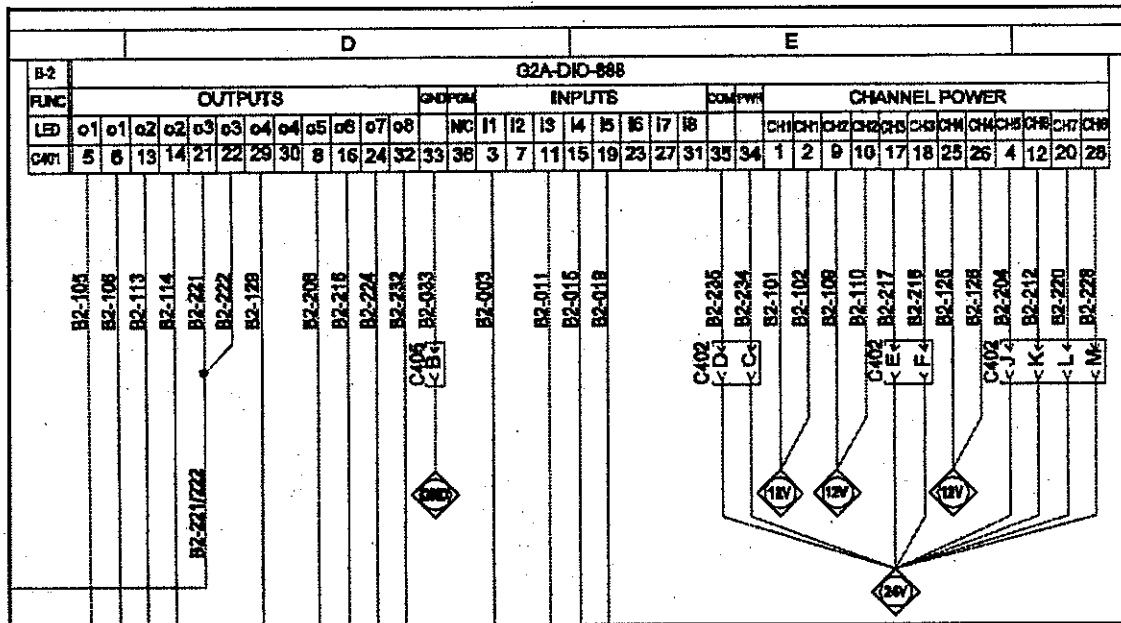 D E
B-2 G2A-DIO-888
FUNC OUTPUTS GND PGM INPUTS COM PWR CHANNEL POWER
LED o1 o1 o2 o2 o3 o3 o4 o4 o5 o6 o7 o8 N/C I1 I2 I3 I4 I5 I6 I7 I8 CH1 CH1 CH2 CH2 CH3 CH3 CH4 CH4 CH5 CH6 CH7 CH8
C401 5 6 13 14 21 22 29 30 8 16 24 32 33 36 3 7 11 15 19 23 27 31 35 34 1 2 9 10 17 18 25 26 4 12 20 28
B2-105 B2-106 B2-113 B2-114 B2-221 B2-222 B2-129 B2-208 B2-216 B2-224 B2-232 B2-033 B2-003 B2-011 B2-015 B2-019 B2-235 B2-234 B2-101 B2-102 B2-109 B2-110 B2-217 B2-218 B2-125 B2-126 B2-204 B2-212 B2-220 B2-228
C405 B C402 D C C402 E F C402 J K L M
12V 12V 12V
B2-221/222
24V